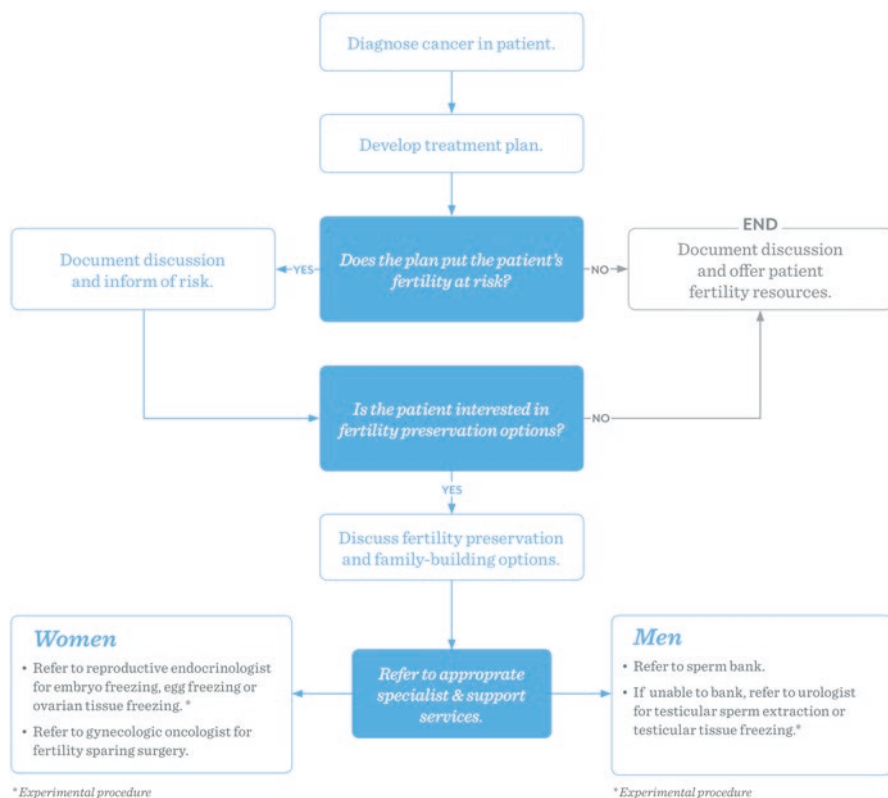 Diagnose cancer in patient.
Develop treatment plan.
Does the plan put the patient's
fertility at risk?
YES
Document discussion
and inform of risk.
NO
END
Document discussion
and offer patient
fertility resources.
Is the patient interested in
fertility preservation options?
NO
YES
Discuss fertility preservation
and family-building options.
Refer to approprate
specialist & support
services.
Women
• Refer to reproductive endocrinologist
for embryo freezing, egg freezing or
ovarian tissue freezing. *
• Refer to gynecologic oncologist for
fertility sparing surgery.
* Experimental procedure
Men
• Refer to sperm bank.
• If unable to bank, refer to urologist
for testicular sperm extraction or
testicular tissue freezing.*
* Experimental procedure